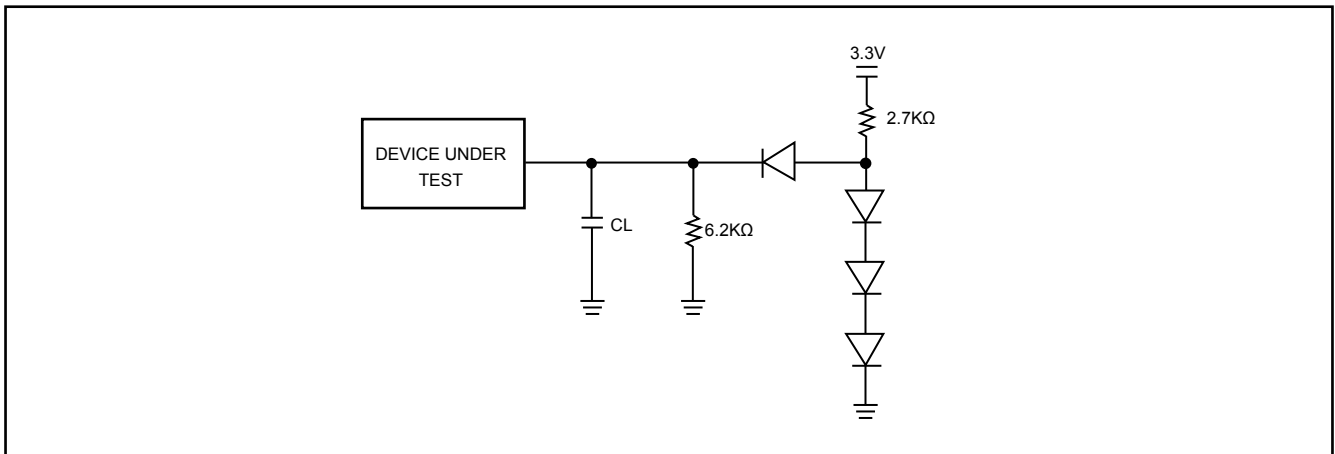 3.3V
2.7KΩ
DEVICE UNDER
TEST
CL
6.2KΩ